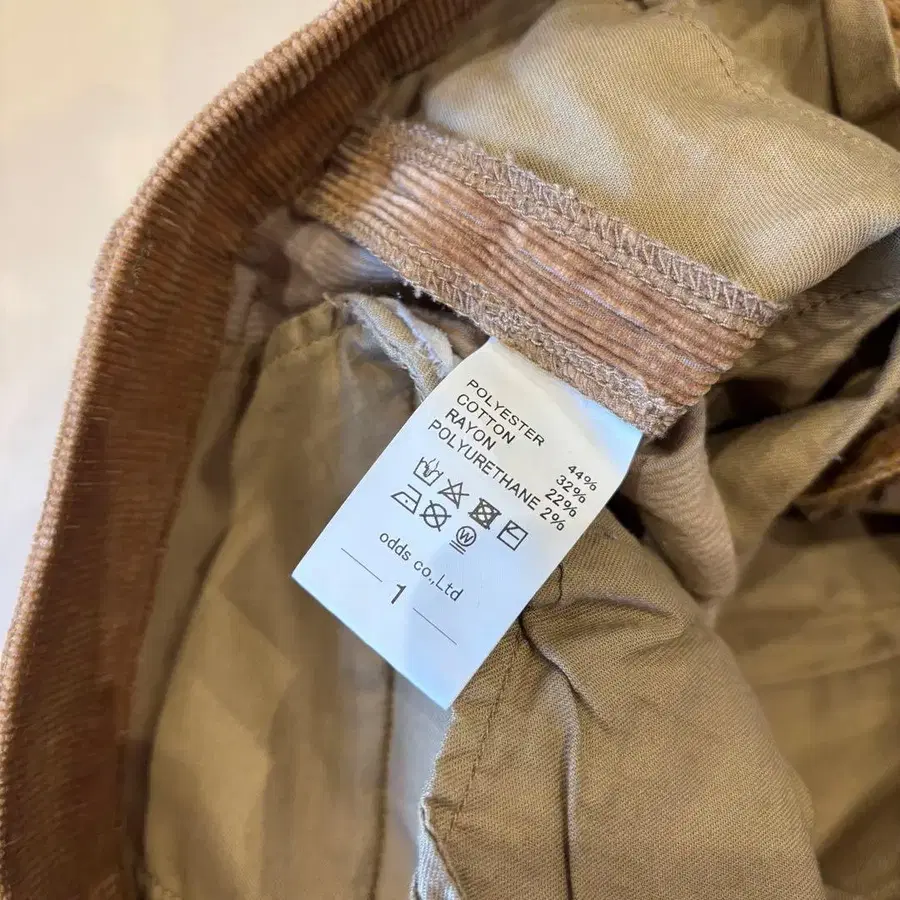 POLYESTER 44%
COTTON 32%
RAYON 22%
POLYURETHANE 2%
W
odds co.,Ltd
1